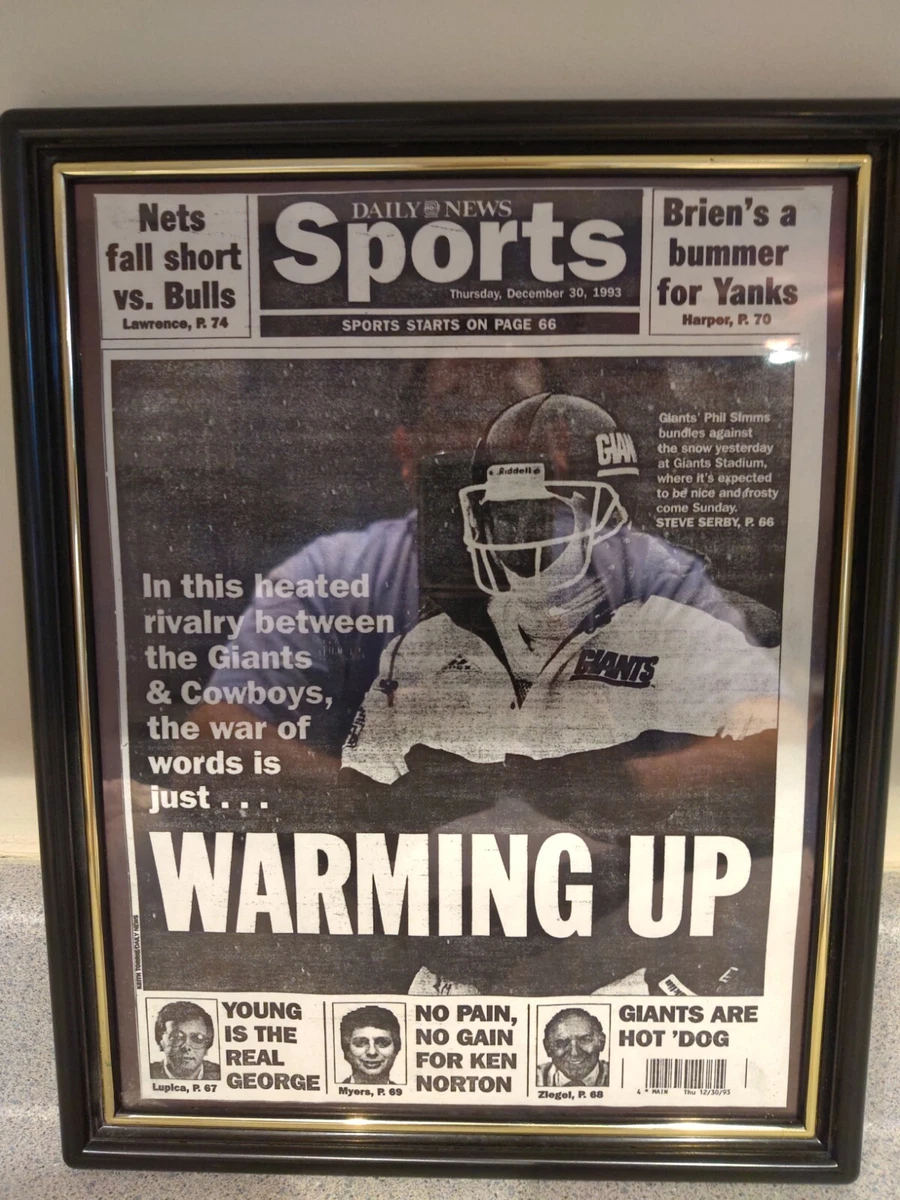 Nets
fall short
vs. Bulls
Lawrence, P. 74
DAILY NEWS
Sports
Thursday, December 30, 1993
SPORTS STARTS ON PAGE 66
Brien's a
bummer
for Yanks
Harper, P. 70
Giants' Phil Simms
bundles against
the snow yesterday
at Giants Stadium,
where it's expected
to be nice and frosty
come Sunday.
STEVE SERBY, P. 66
GIAN
Riddell
GIANTS
In this heated
rivalry between
the Giants
& Cowboys,
the war of
words is
just . . .
WARMING UP
YOUNG
IS THE
REAL
GEORGE
Lupica, P. 67
NO PAIN,
NO GAIN
FOR KEN
NORTON
Myers, P. 69
GIANTS ARE
HOT 'DOG
Ziegel, P. 68
4 * MAIN Thu 12/30/93